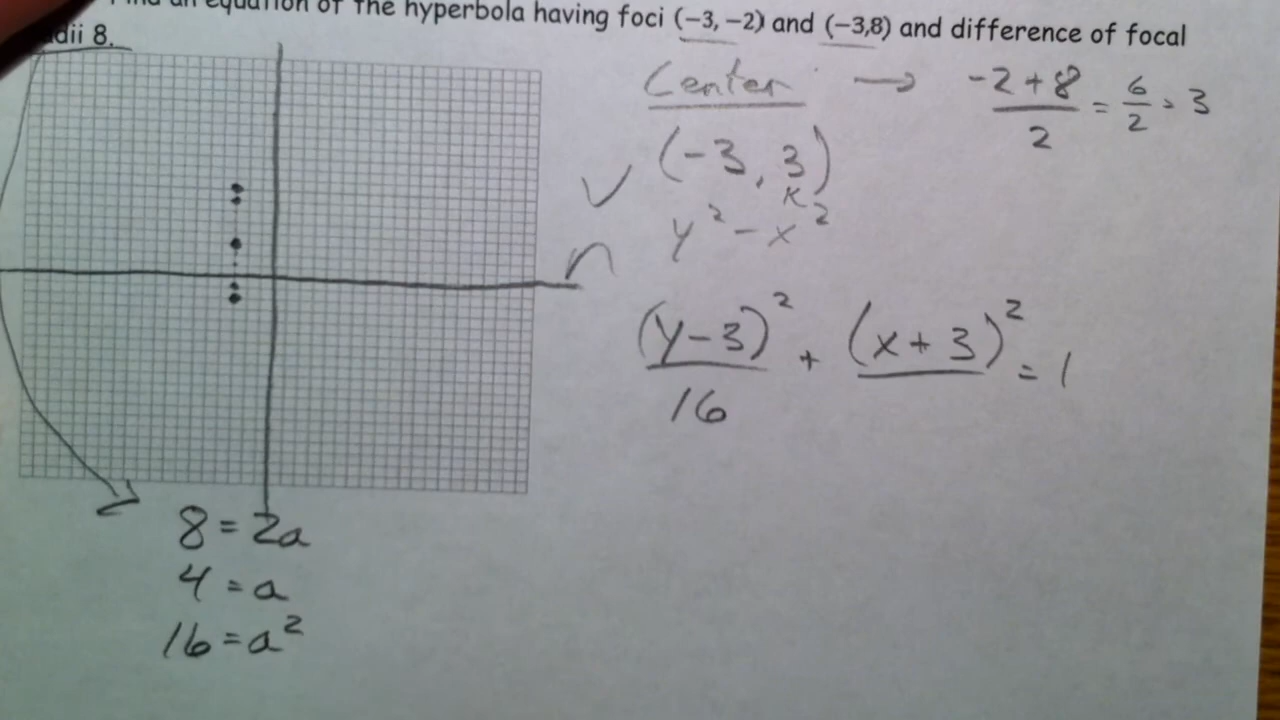 an equation of the hyperbola having foci (−3, −2) and (−3,8) and difference of focal
dii 8.
Center → -2+8/2 = 6/2 = 3
(-3, 3)
K
y² - x²
(y-3)²/16 + (x+3)²/ = 1
8 = 2a
4 = a
16 = a²